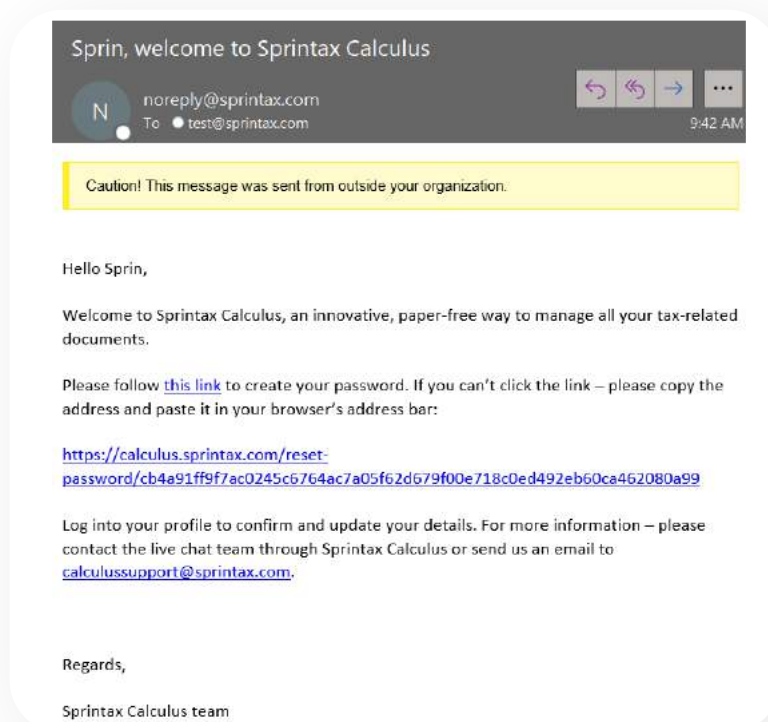 Sprin, welcome to Sprintax Calculus
N
noreply@sprintax.com
To test@sprintax.com
9:42 AM
Caution! This message was sent from outside your organization.
Hello Sprin,
Welcome to Sprintax Calculus, an innovative, paper-free way to manage all your tax-related
documents.
Please follow this link to create your password. If you can't click the link – please copy the
address and paste it in your browser's address bar:
https://calculus.sprintax.com/reset-
password/cb4a91ff9f7ac0245c6764ac7a05f62d679f00e718c0ed492eb60ca462080a99
Log into your profile to confirm and update your details. For more information – please
contact the live chat team through Sprintax Calculus or send us an email to
calculussupport@sprintax.com.
Regards,
Sprintax Calculus team